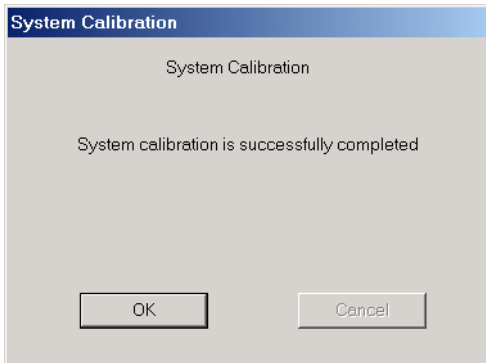 System Calibration
System Calibration
System calibration is successfully completed
OK
Cancel